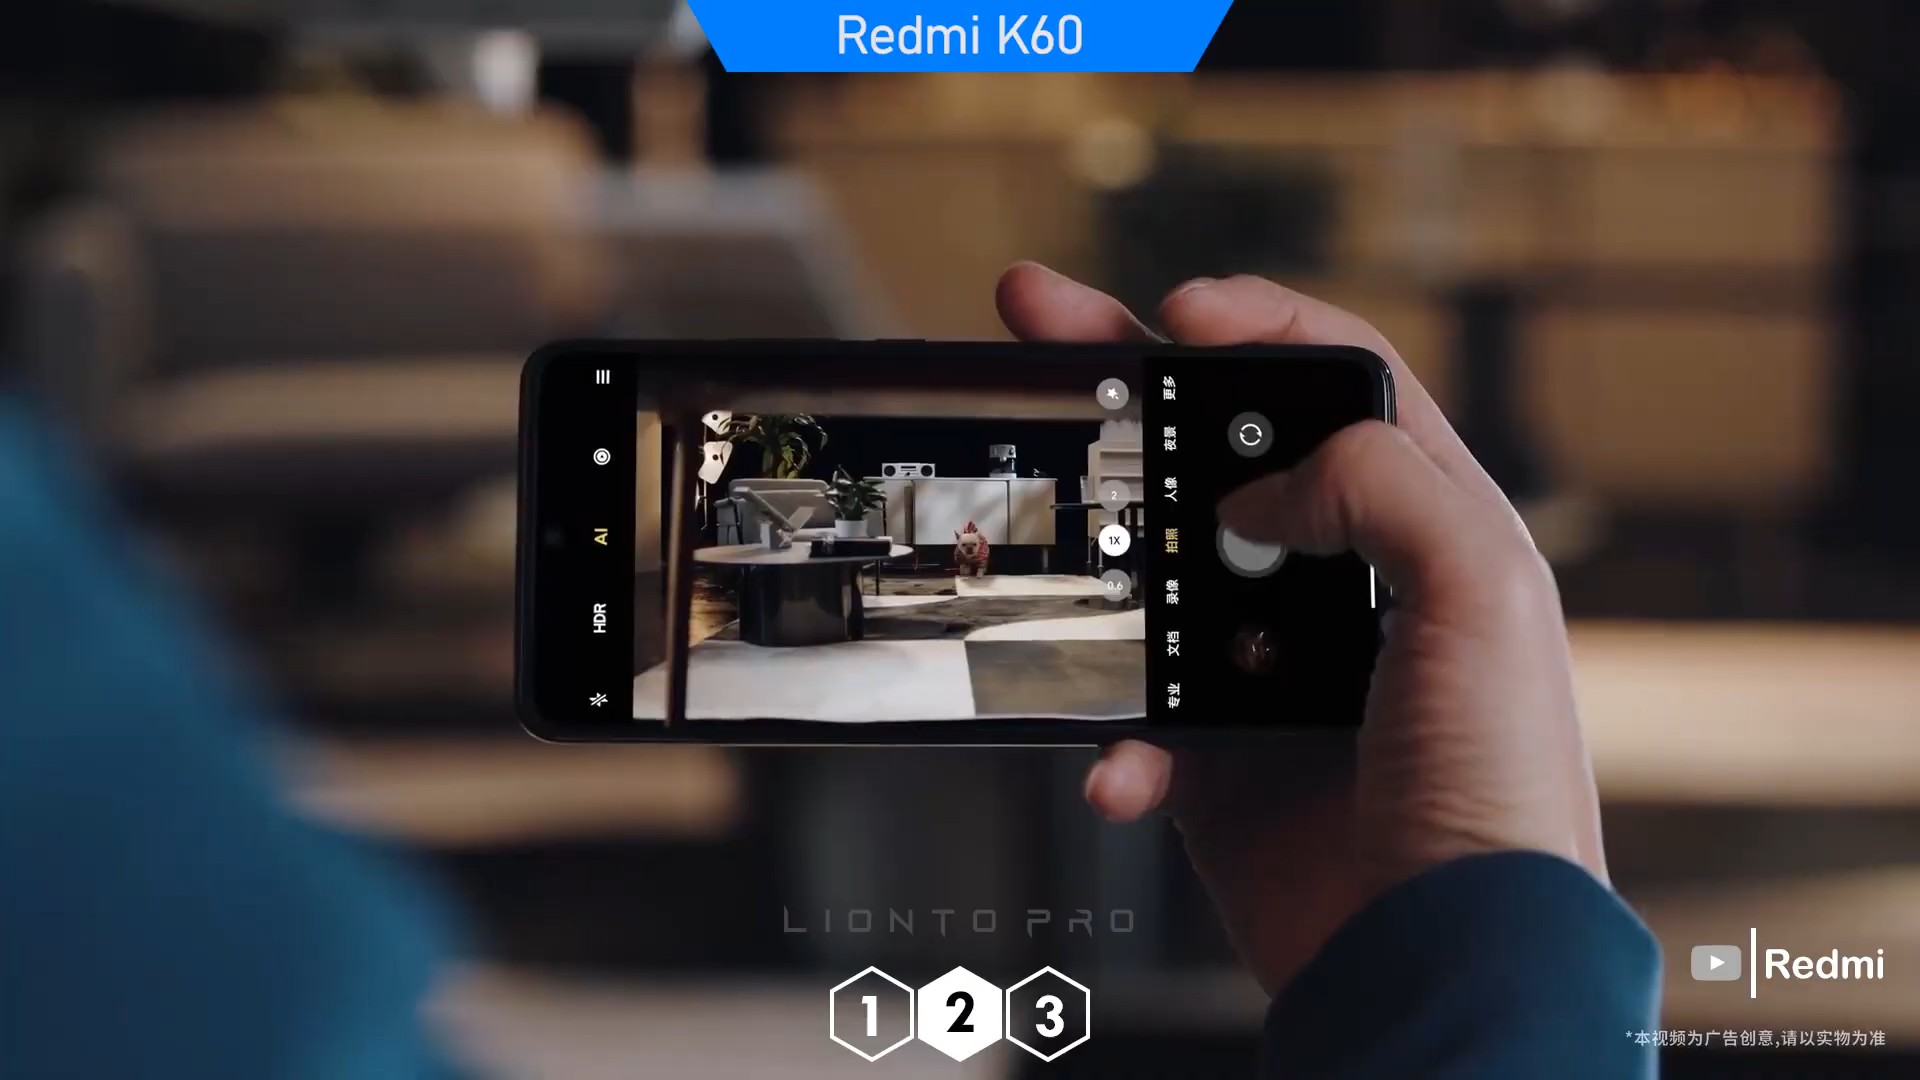 Redmi K60
更多
夜景
人像
拍照
录像
文档
专业
2
1X
0.6
AI
HDR
LIONTO PRO
1 2 3
Redmi
*本视频为广告创意,请以实物为准